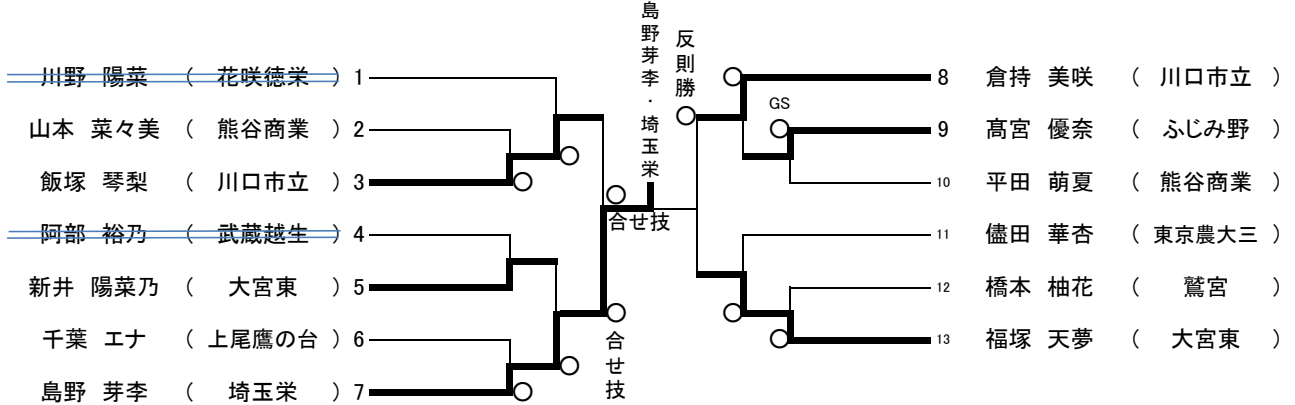 川野 陽菜 ( 花咲徳栄 ) 1
山本 菜々美 ( 熊谷商業 ) 2
飯塚 琴梨 ( 川口市立 ) 3
阿部 裕乃 ( 武蔵越生 ) 4
新井 陽菜乃 ( 大宮東 ) 5
千葉 エナ ( 上尾鷹の台 ) 6
島野 芽李 ( 埼玉栄 ) 7
合せ技
島野芽李・埼玉栄
合せ技
反則勝
GS
8 倉持 美咲 ( 川口市立 )
9 髙宮 優奈 ( ふじみ野 )
10 平田 萌夏 ( 熊谷商業 )
11 儘田 華杏 ( 東京農大三 )
12 橋本 柚花 ( 鷲宮 )
13 福塚 天夢 ( 大宮東 )